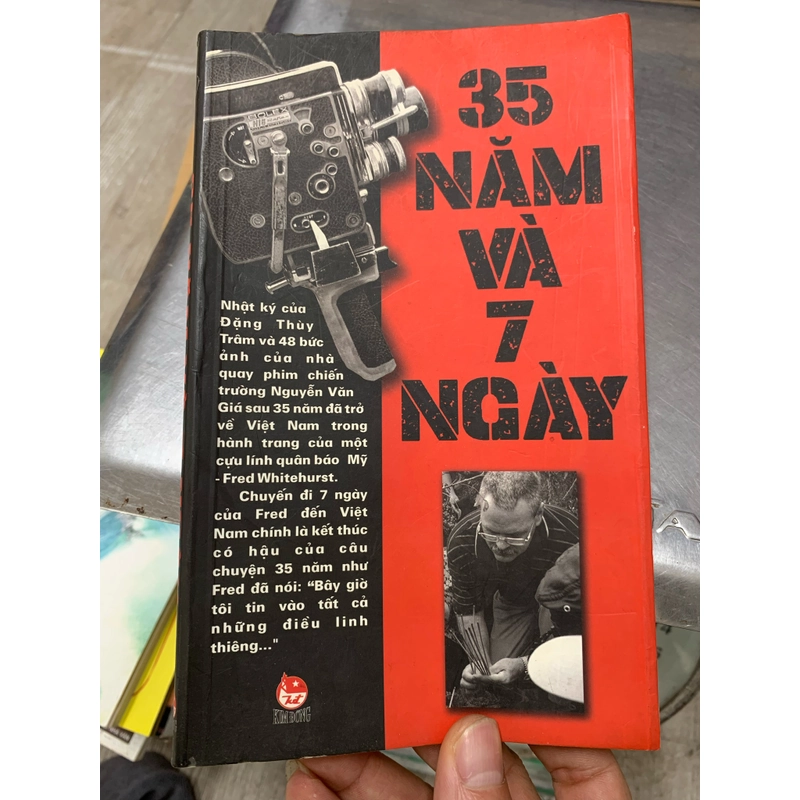 BOLEX
H16 REFLEX
35
NĂM
VÀ
7
NGÀY
Nhật ký của
Đặng Thùy
Trâm và 48 bức
ảnh của nhà
quay phim chiến
trường Nguyễn Văn
Giá sau 35 năm đã trở
về Việt Nam trong
hành trang của một
cựu lính quân báo Mỹ
- Fred Whitehurst.
Chuyến đi 7 ngày
của Fred đến Việt
Nam chính là kết thúc
có hậu của câu
chuyện 35 năm như
Fred đã nói: “Bây giờ
tôi tin vào tất cả
những điều linh
thiêng..."
KIM ĐỒNG